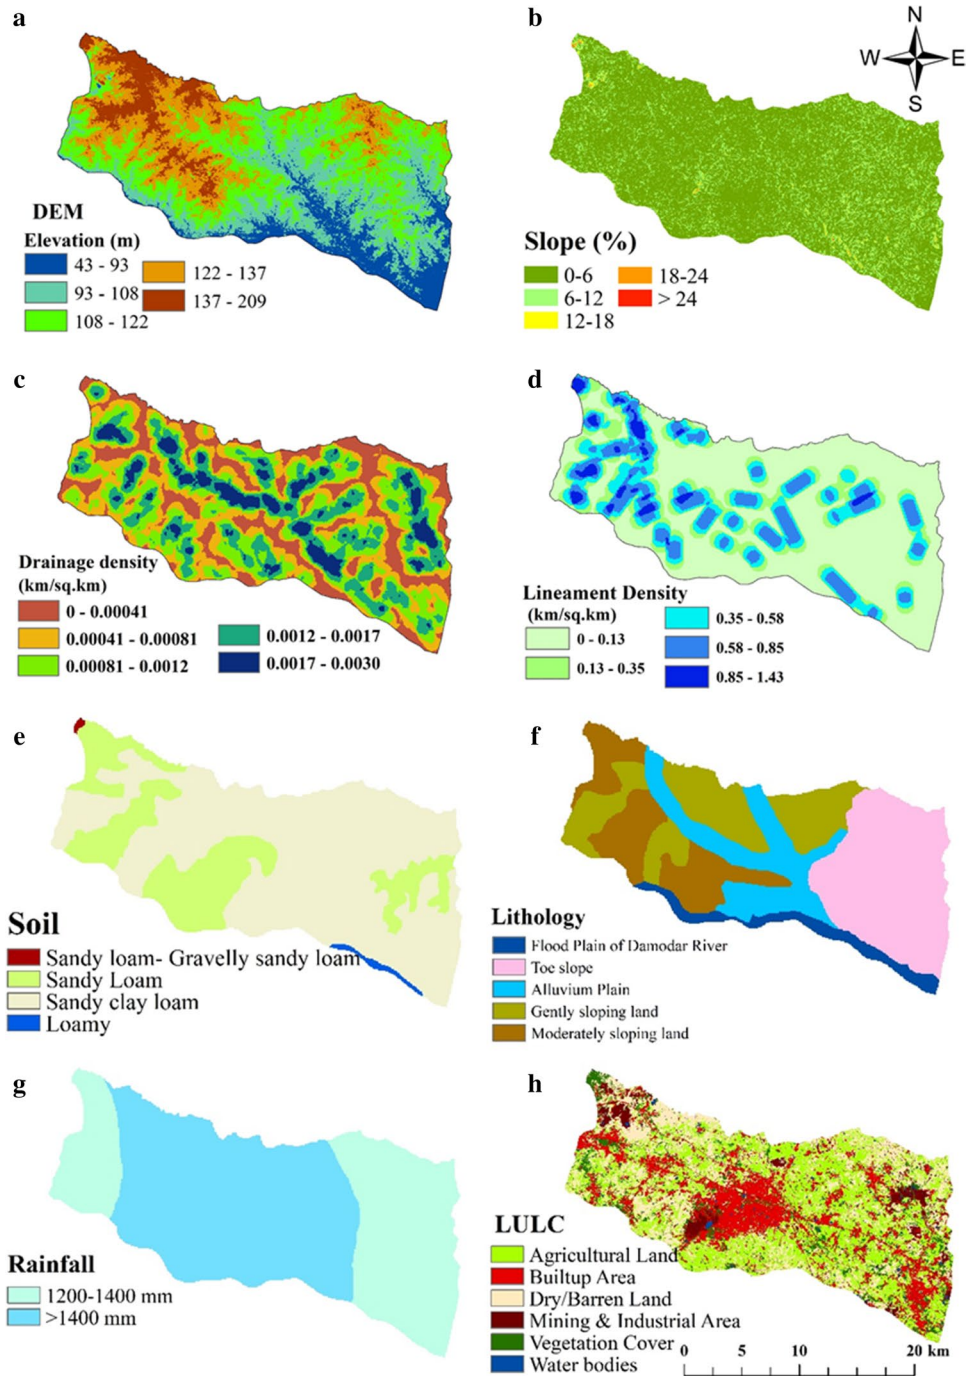 a
DEM
Elevation (m)
43 - 93
93 - 108
108 - 122
122 - 137
137 - 209
b
N
W E
S
Slope (%)
0-6
6-12
12-18
18-24
> 24
c
Drainage density
(km/sq.km)
0 - 0.00041
0.00041 - 0.00081
0.00081 - 0.0012
0.0012 - 0.0017
0.0017 - 0.0030
d
Lineament Density
(km/sq.km)
0 - 0.13
0.13 - 0.35
0.35 - 0.58
0.58 - 0.85
0.85 - 1.43
e
Soil
Sandy loam- Gravelly sandy loam
Sandy Loam
Sandy clay loam
Loamy
f
Lithology
Flood Plain of Damodar River
Toe slope
Alluvium Plain
Gently sloping land
Moderately sloping land
g
Rainfall
1200-1400 mm
>1400 mm
h
LULC
Agricultural Land
Builtup Area
Dry/Barren Land
Mining & Industrial Area
Vegetation Cover
Water bodies
0 5 10 20 km